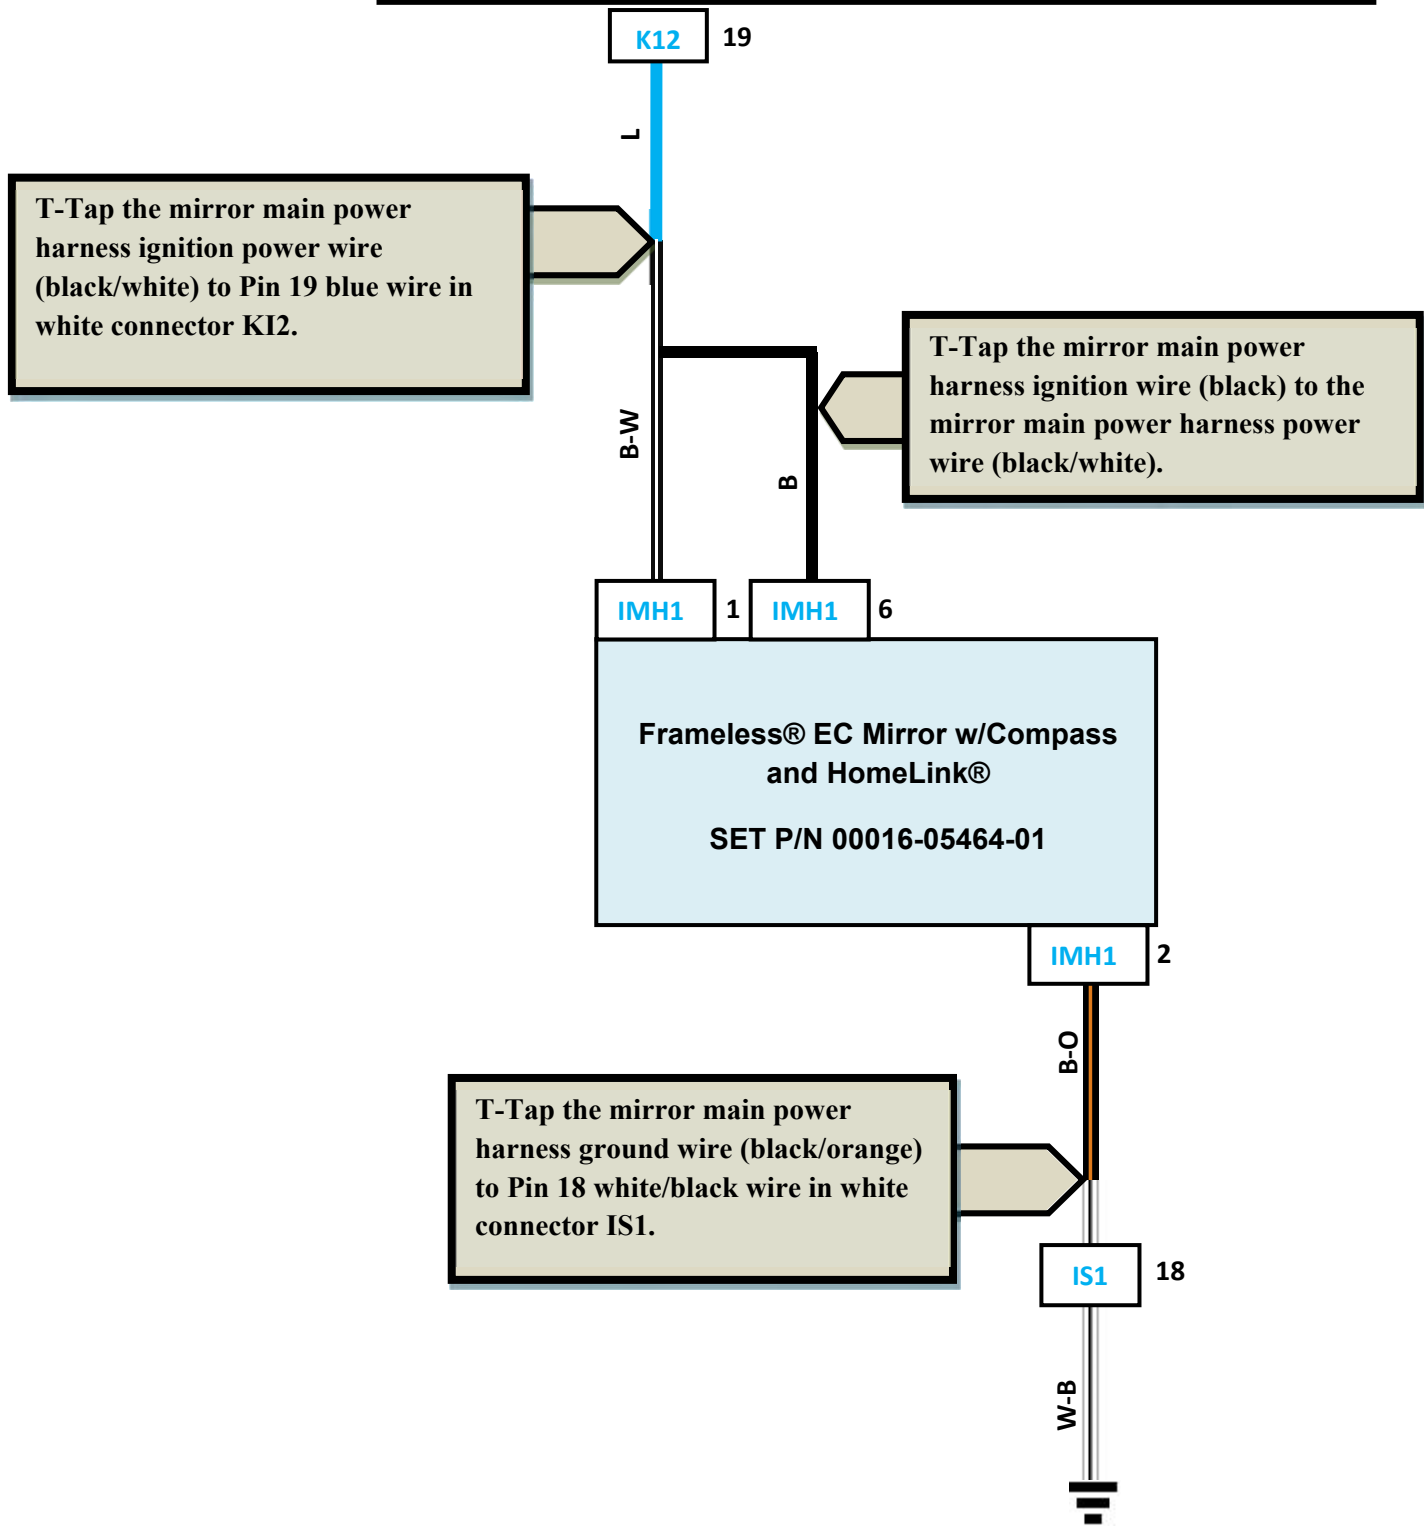 K12 19
L
T-Tap the mirror main power
harness ignition power wire
(black/white) to Pin 19 blue wire in
white connector KI2.
T-Tap the mirror main power
harness ignition wire (black) to the
mirror main power harness power
wire (black/white).
B-W
B
IMH1 1 IMH1 6
Frameless® EC Mirror w/Compass
and HomeLink®
SET P/N 00016-05464-01
IMH1 2
B-O
T-Tap the mirror main power
harness ground wire (black/orange)
to Pin 18 white/black wire in white
connector IS1.
IS1 18
W-B